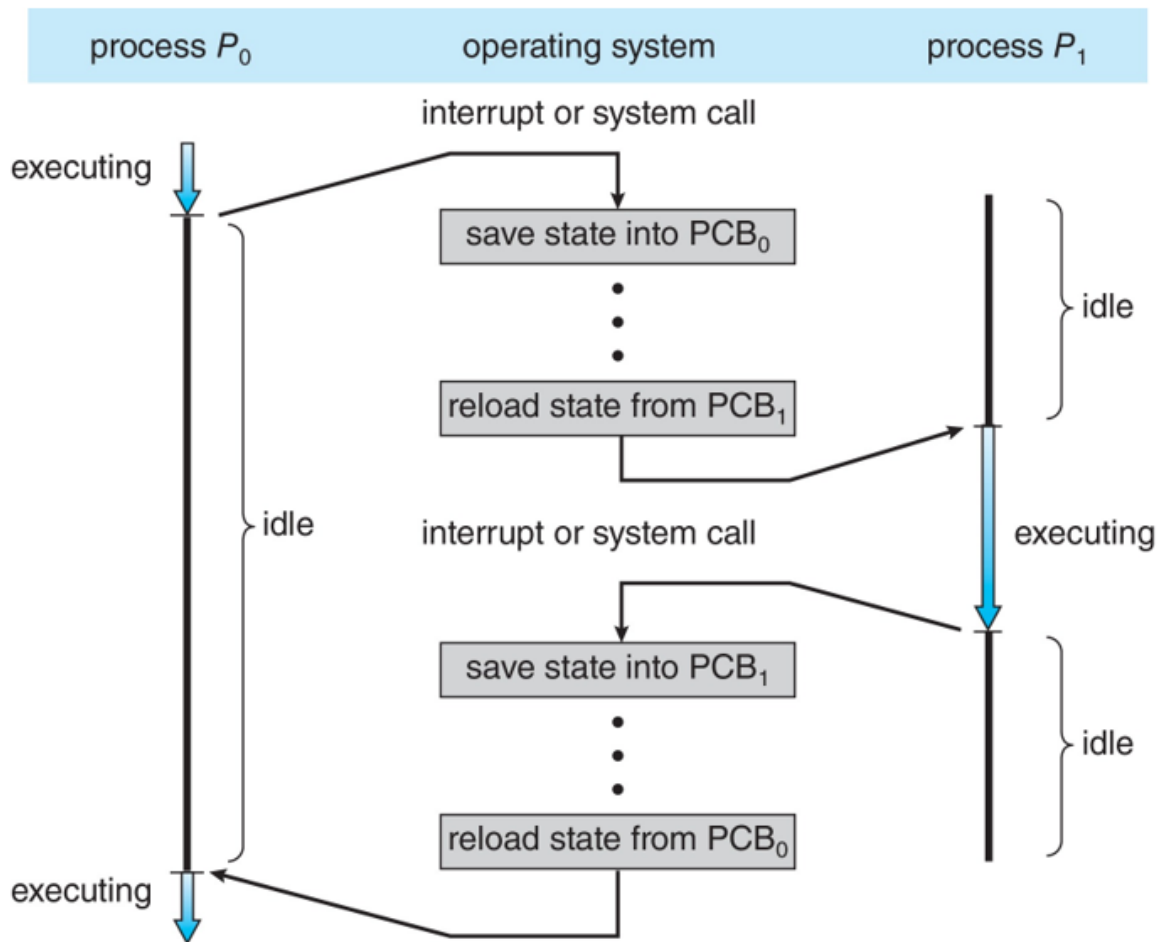 process P₀ operating system process P₁
interrupt or system call
executing
save state into PCB₀
idle
reload state from PCB₁
idle
interrupt or system call
executing
save state into PCB₁
idle
reload state from PCB₀
executing